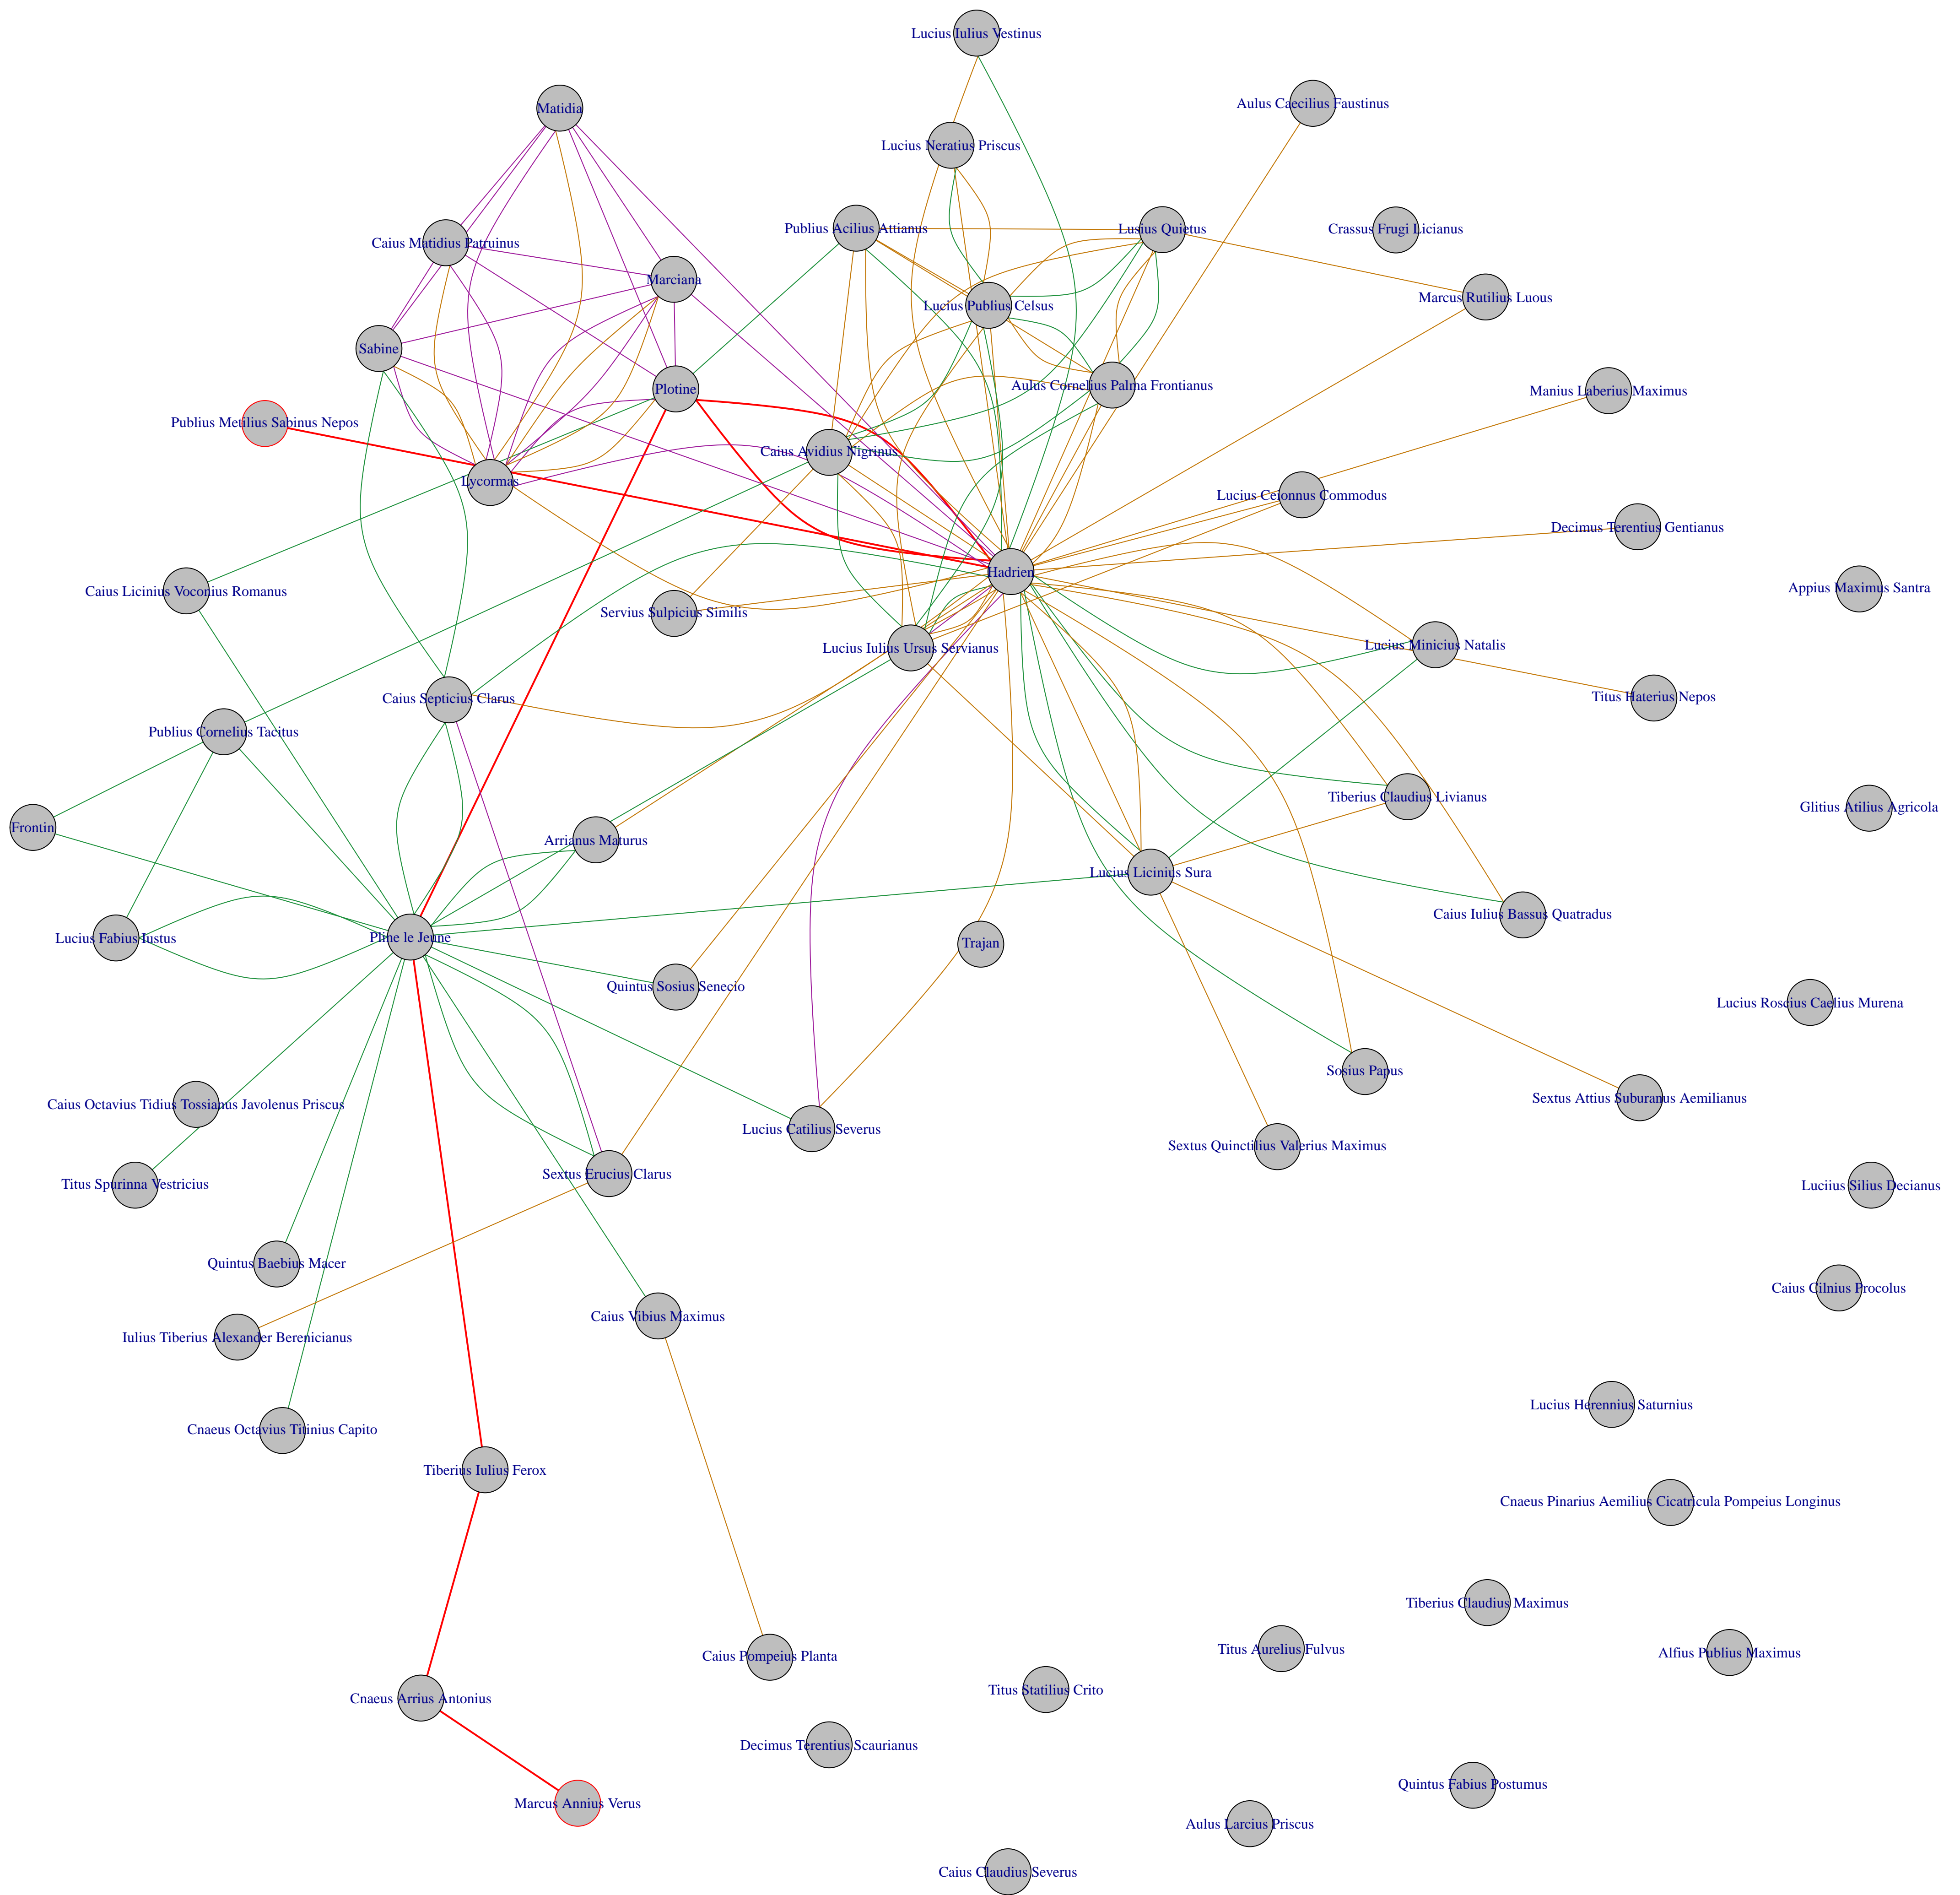 Lucius Iulius Vestinus
Aulus Caecilius Faustinus
Matidia
Lucius Neratius Priscus
Publius Acilius Attianus
Lusius Quietus
Crassus Frugi Licianus
Caius Matidius Patruinus
Marciana
Marcus Rutilius Luous
Lucius Publius Celsus
Sabine
Plotine
Aulus Cornelius Palma Frontianus
Manius Laberius Maximus
Publius Metilius Sabinus Nepos
Caius Avidius Nigrinus
Lycormas
Lucius Ceionnus Commodus
Decimus Terentius Gentianus
Hadrien
Caius Licinius Voconius Romanus
Appius Maximus Santra
Servius Sulpicius Similis
Lucius Iulius Ursus Servianus
Lucius Minicius Natalis
Caius Septicius Clarus
Titus Haterius Nepos
Publius Cornelius Tacitus
Tiberius Claudius Livianus
Glitius Atilius Agricola
Frontin
Arrianus Maturus
Lucius Licinius Sura
Caius Iulius Bassus Quatradus
Lucius Fabius Iustus
Pline le Jeune
Trajan
Quintus Sosius Senecio
Lucius Roscius Caelius Murena
Sosius Papus
Sextus Attius Suburanus Aemilianus
Caius Octavius Tidius Tossianus Javolenus Priscus
Lucius Catilius Severus
Sextus Quinctilius Valerius Maximus
Sextus Erucius Clarus
Titus Spurinna Vestricius
Luciius Silius Decianus
Quintus Baebius Macer
Caius Cilnius Procolus
Caius Vibius Maximus
Iulius Tiberius Alexander Berenicianus
Lucius Herennius Saturnius
Cnaeus Octavius Titinius Capito
Tiberius Iulius Ferox
Cnaeus Pinarius Aemilius Cicatricula Pompeius Longinus
Tiberius Claudius Maximus
Titus Aurelius Fulvus
Alfius Publius Maximus
Caius Pompeius Planta
Titus Statilius Crito
Cnaeus Arrius Antonius
Decimus Terentius Scaurianus
Quintus Fabius Postumus
Marcus Annius Verus
Aulus Larcius Priscus
Caius Claudius Severus